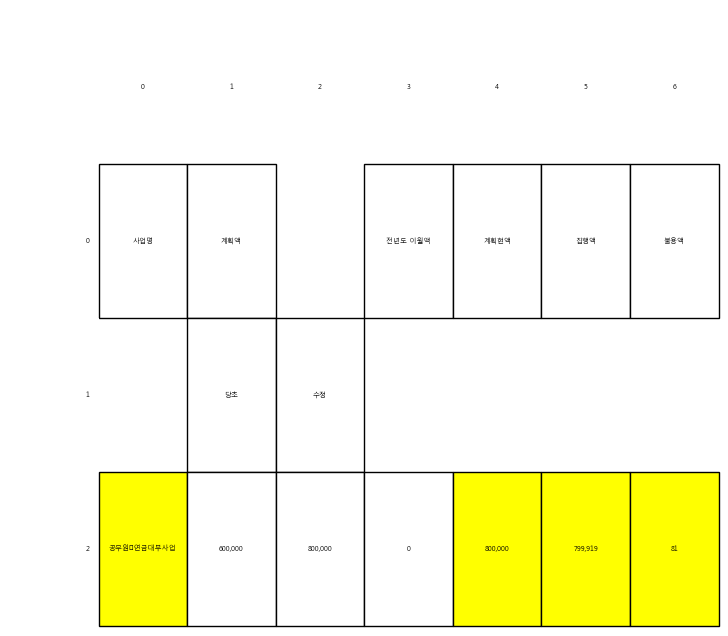 0 1 2 3 4 5 6
0 사업명 계획액 전년도 이월액 계획현액 집행액 불용액
1 당초 수정
2 공무원□연금대부사업 600,000 800,000 0 800,000 799,919 81